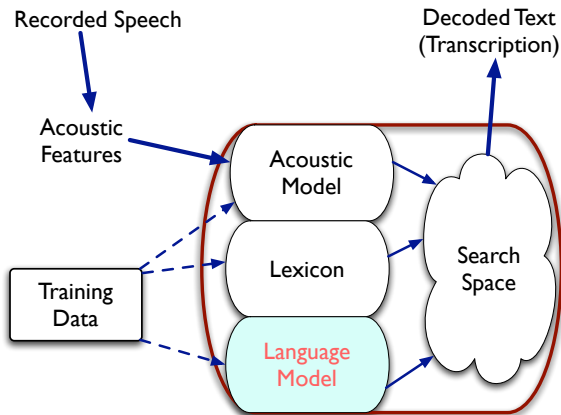 Recorded Speech
Decoded Text
(Transcription)
Acoustic
Features
Acoustic
Model
Lexicon
Search
Space
Training
Data
Language
Model